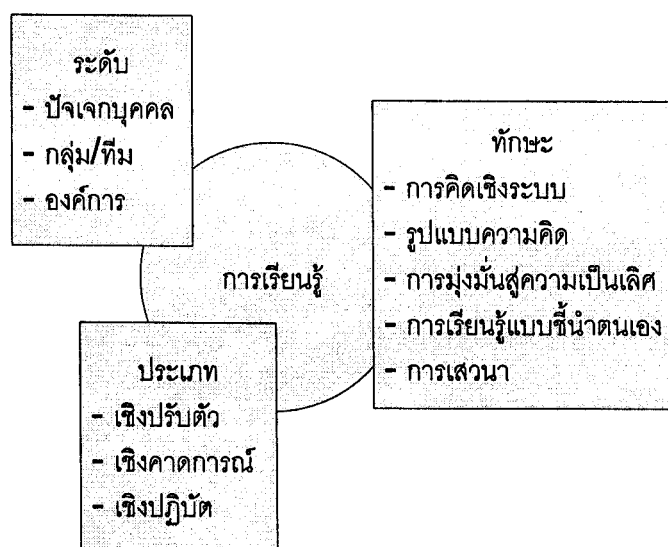 ระดับ
- ปัจเจกบุคคล
- กลุ่ม/ทีม
- องค์การ
ทักษะ
- การคิดเชิงระบบ
- รูปแบบความคิด
- การมุ่งมั่นสู่ความเป็นเลิศ
- การเรียนรู้แบบชี้นำตนเอง
- การเสวนา
การเรียนรู้
ประเภท
- เชิงปรับตัว
- เชิงคาดการณ์
- เชิงปฏิบัต